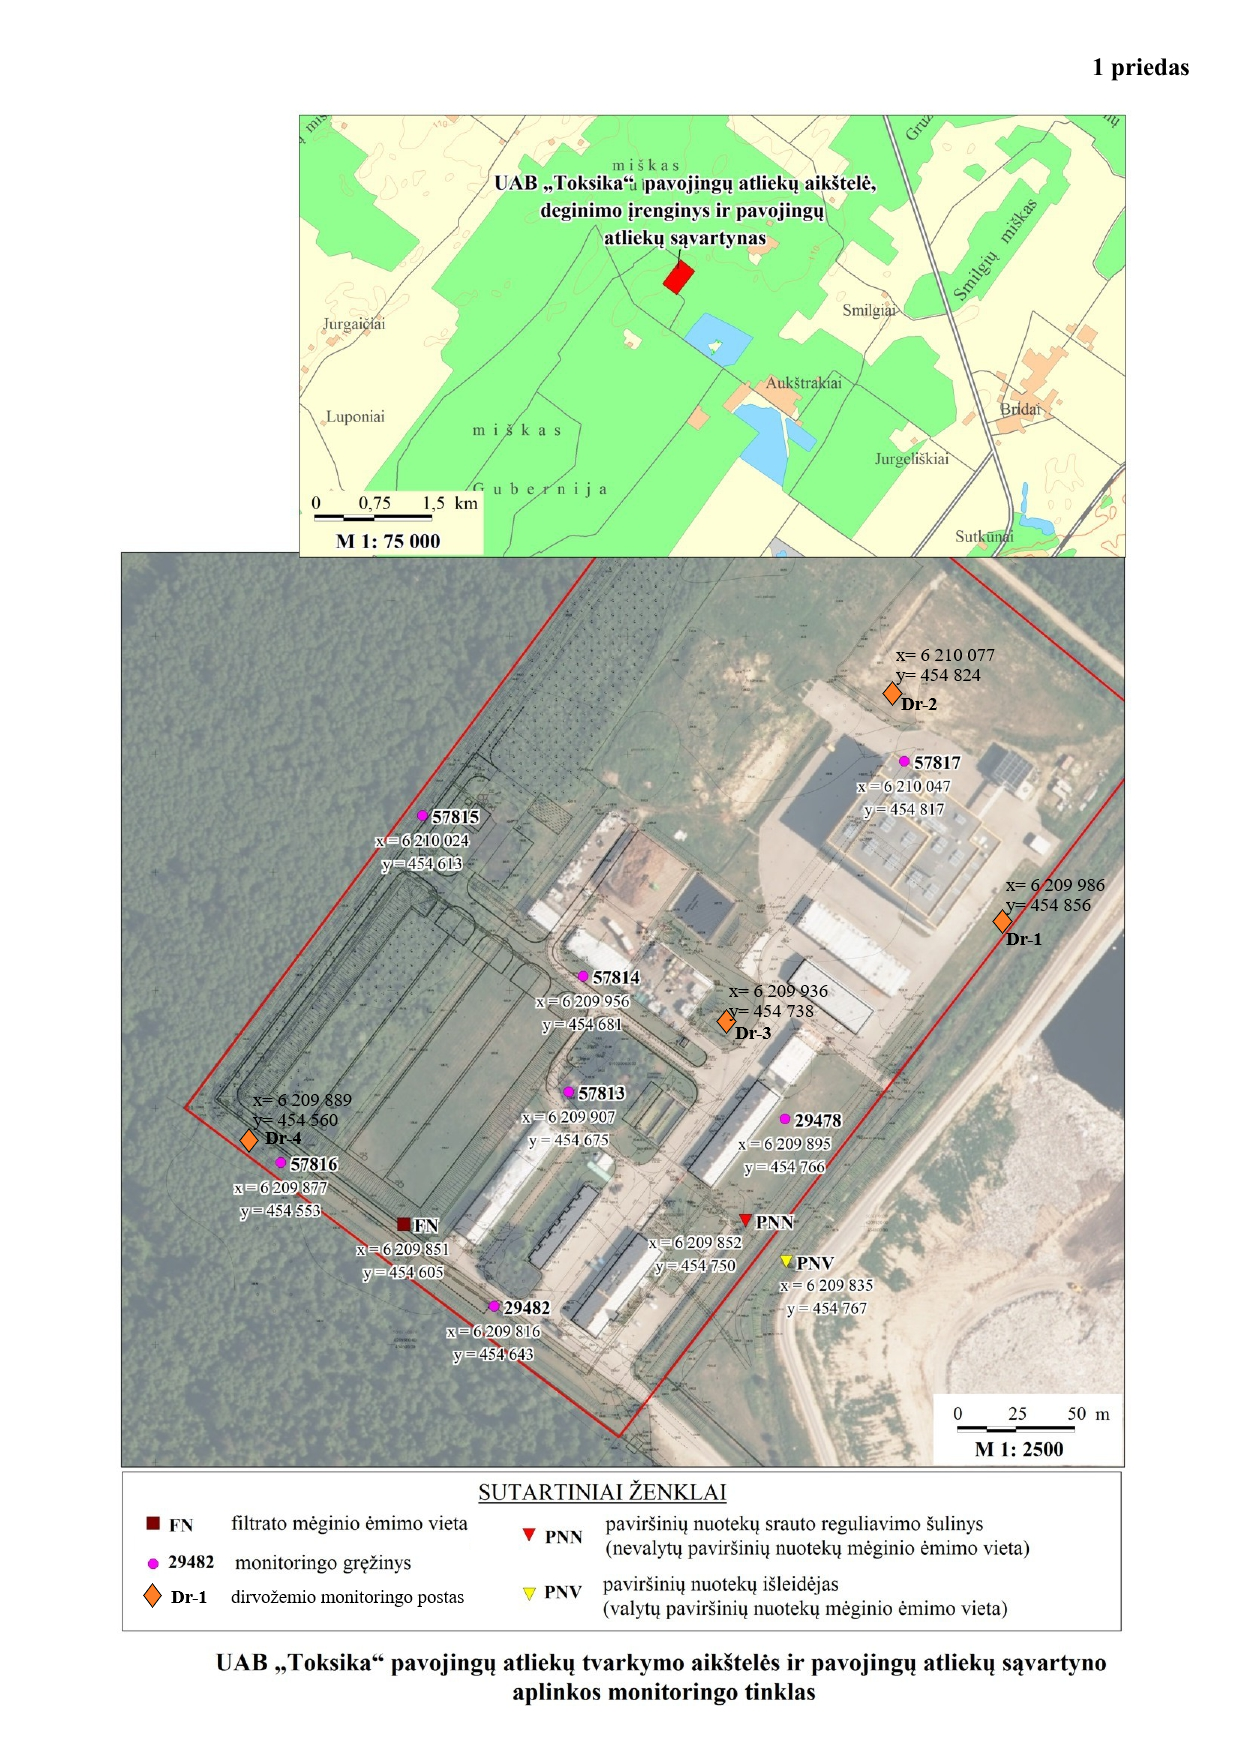 1 priedas
miškas
UAB „Toksika“ pavojingų atliekų aikštelė,
deginimo įrenginys ir pavojingų
atliekų sąvartynas
Smilgių miškas
Jurgaičiai
Smilgiai
Aukštrakiai
Luponiai
Bridai
miškas
Jurgeliškiai
Gubernija
Sutkūnai
0 0,75 1,5 km
M 1: 75 000
x= 6 210 077
y= 454 824
Dr-2
57817
x = 6 210 047
y = 454 817
57815
x = 6 210 024
y = 454 613
x= 6 209 986
y= 454 856
Dr-1
57814
x = 6 209 956
y = 454 681
x= 6 209 936
y= 454 738
Dr-3
57813
x = 6 209 907
y = 454 675
x= 6 209 889
y= 454 560
Dr-4
29478
x = 6 209 895
y = 454 766
57816
x = 6 209 877
y = 454 553
FN
x = 6 209 851
y = 454 605
PNN
x = 6 209 852
y = 454 750
PNV
x = 6 209 835
y = 454 767
29482
x = 6 209 816
y = 454 643
0 25 50 m
M 1: 2500
SUTARTINIAI ŽENKLAI
FN filtrato mėginio ėmimo vieta
29482 monitoringo gręžinys
Dr-1 dirvožemio monitoringo postas
PNN paviršinių nuotekų srauto reguliavimo šulinys
(nevalytų paviršinių nuotekų mėginio ėmimo vieta)
PNV paviršinių nuotekų išleidėjas
(valytų paviršinių nuotekų mėginio ėmimo vieta)
UAB „Toksika“ pavojingų atliekų tvarkymo aikštelės ir pavojingų atliekų sąvartyno
aplinkos monitoringo tinklas